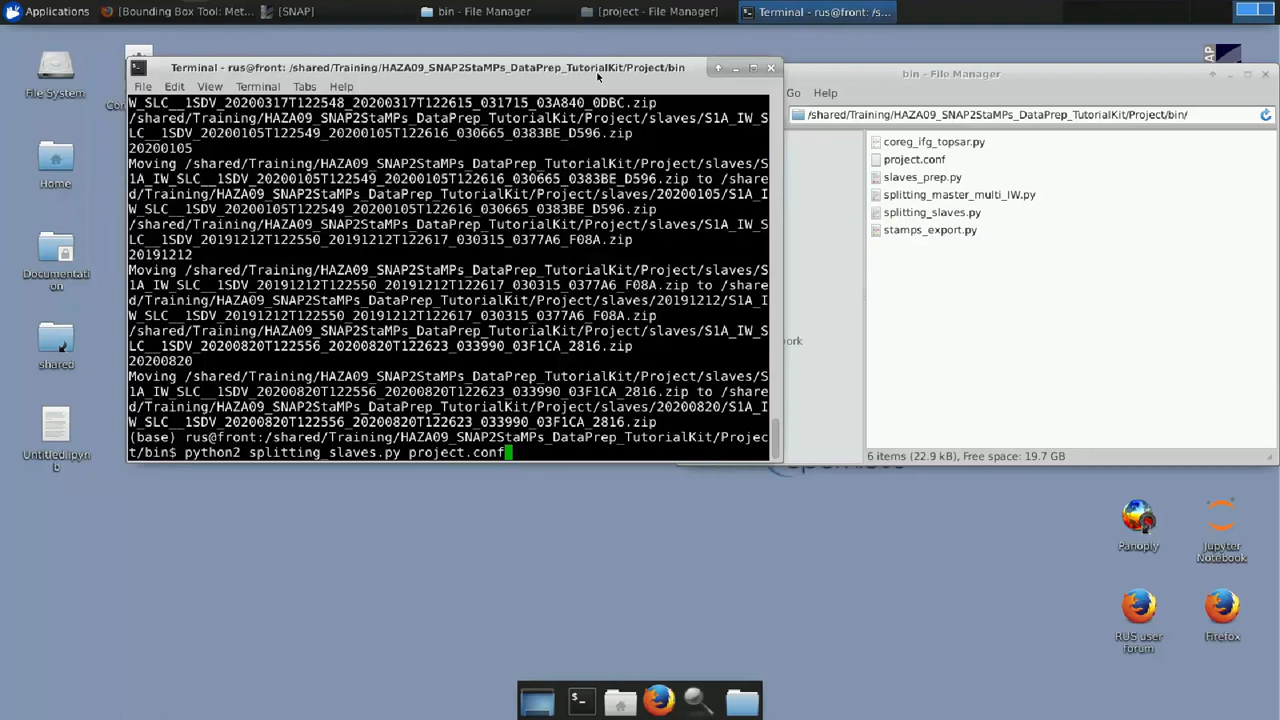 Applications
[Bounding Box Tool: Met...
[SNAP]
bin - File Manager
[project - File Manager]
Terminal - rus@front: /s...
Terminal - rus@front: /shared/Training/HAZA09_SNAP2StaMPs_DataPrep_TutorialKit/Project/bin
File Edit View Terminal Tabs Help
W_SLC__1SDV_20200317T122548_20200317T122615_031715_03A840_0DBC.zip
/shared/Training/HAZA09_SNAP2StaMPs_DataPrep_TutorialKit/Project/slaves/S1A_IW_S
LC__1SDV_20200105T122549_20200105T122616_030665_0383BE_D596.zip
20200105
Moving /shared/Training/HAZA09_SNAP2StaMPs_DataPrep_TutorialKit/Project/slaves/S
1A_IW_SLC__1SDV_20200105T122549_20200105T122616_030665_0383BE_D596.zip to /share
d/Training/HAZA09_SNAP2StaMPs_DataPrep_TutorialKit/Project/slaves/20200105/S1A_I
W_SLC__1SDV_20200105T122549_20200105T122616_030665_0383BE_D596.zip
/shared/Training/HAZA09_SNAP2StaMPs_DataPrep_TutorialKit/Project/slaves/S1A_IW_S
LC__1SDV_20191212T122550_20191212T122617_030315_0377A6_F08A.zip
20191212
Moving /shared/Training/HAZA09_SNAP2StaMPs_DataPrep_TutorialKit/Project/slaves/S
1A_IW_SLC__1SDV_20191212T122550_20191212T122617_030315_0377A6_F08A.zip to /share
d/Training/HAZA09_SNAP2StaMPs_DataPrep_TutorialKit/Project/slaves/20191212/S1A_I
W_SLC__1SDV_20191212T122550_20191212T122617_030315_0377A6_F08A.zip
/shared/Training/HAZA09_SNAP2StaMPs_DataPrep_TutorialKit/Project/slaves/S1A_IW_S
LC__1SDV_20200820T122556_20200820T122623_033990_03F1CA_2816.zip
20200820
Moving /shared/Training/HAZA09_SNAP2StaMPs_DataPrep_TutorialKit/Project/slaves/S
1A_IW_SLC__1SDV_20200820T122556_20200820T122623_033990_03F1CA_2816.zip to /share
d/Training/HAZA09_SNAP2StaMPs_DataPrep_TutorialKit/Project/slaves/20200820/S1A_I
W_SLC__1SDV_20200820T122556_20200820T122623_033990_03F1CA_2816.zip
(base) rus@front:/shared/Training/HAZA09_SNAP2StaMPs_DataPrep_TutorialKit/Projec
t/bin$ python2 splitting_slaves.py project.conf
bin - File Manager
Go Help
/shared/Training/HAZA09_SNAP2StaMPs_DataPrep_TutorialKit/Project/bin/
coreg_ifg_topsar.py
project.conf
slaves_prep.py
splitting_master_multi_IW.py
splitting_slaves.py
stamps_export.py
work
6 items (22.9 kB), Free space: 19.7 GB
File System
Home
Documentati
on
shared
Untitled.ipyn
b
Panoply
Jupyter
Notebook
RUS user
forum
Firefox